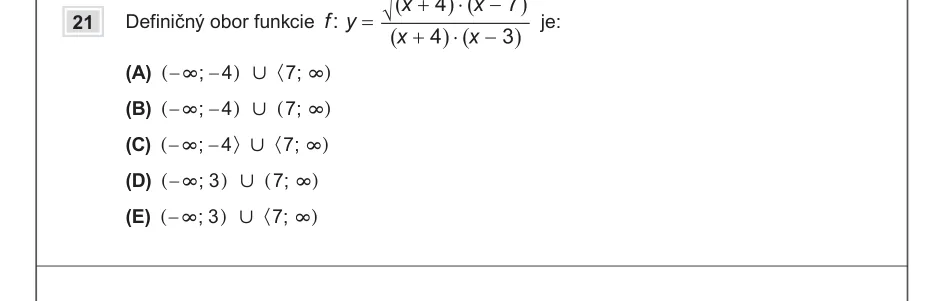 21 Definičný obor funkcie f: y = √(x + 4)·(x − 7) / (x + 4)·(x − 3) je:
(A) (−∞; −4) ∪ ⟨7; ∞)
(B) (−∞; −4) ∪ (7; ∞)
(C) (−∞; −4⟩ ∪ ⟨7; ∞)
(D) (−∞; 3) ∪ (7; ∞)
(E) (−∞; 3) ∪ ⟨7; ∞)